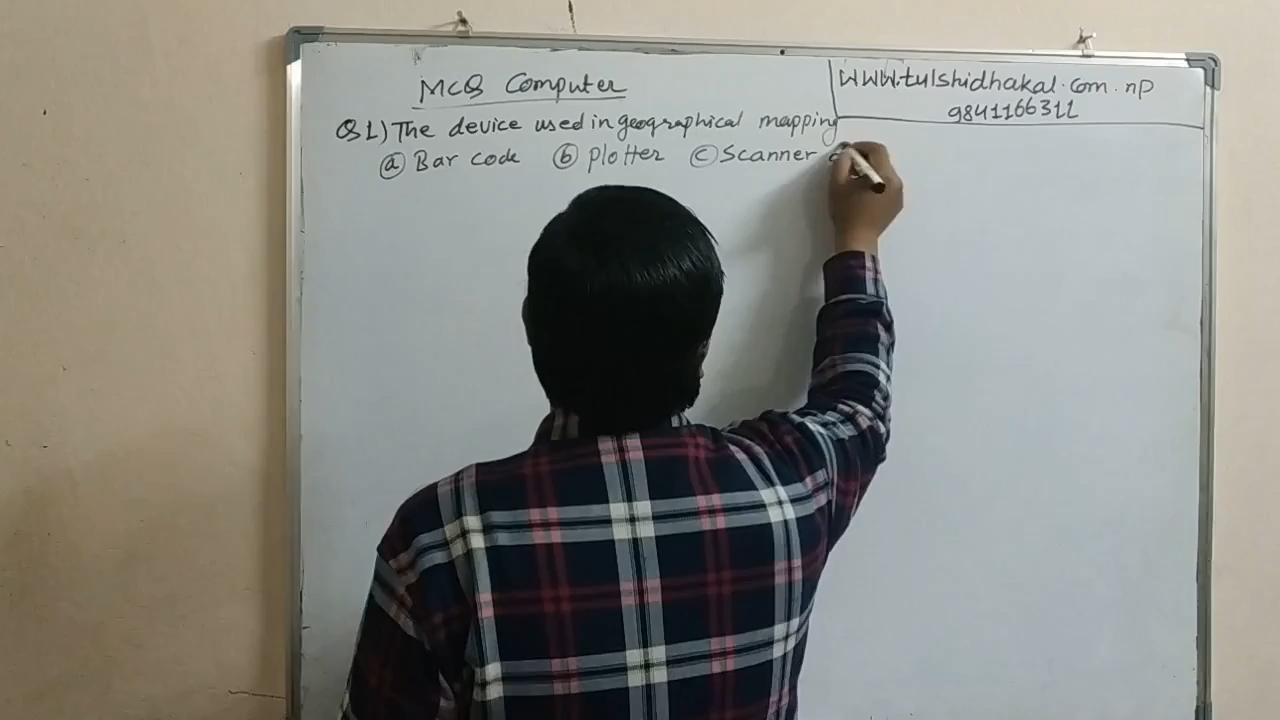 MCQ Computer
www.tulshidhakal.com.np
9841166311
Q1) The device used in geographical mapping
ⓐ Bar code ⓑ plotter ⓒ Scanner